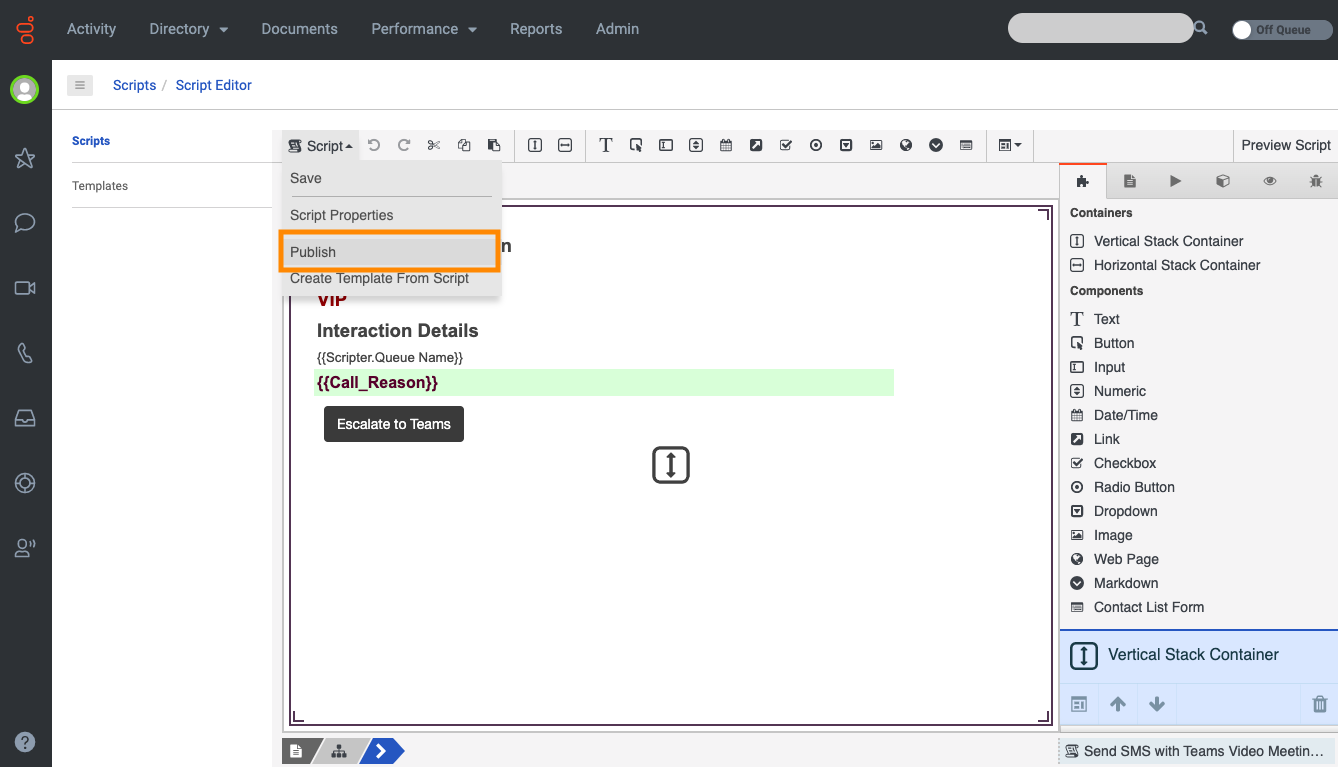 Activity Directory Documents Performance Reports Admin Off Queue
Scripts / Script Editor
Scripts
Templates
Script
Preview Script
Save
Script Properties
Publish
Create Template From Script
n
VIP
Interaction Details
{{Scripter.Queue Name}}
{{Call_Reason}}
Escalate to Teams
Containers
Vertical Stack Container
Horizontal Stack Container
Components
T Text
Button
Input
Numeric
Date/Time
Link
Checkbox
Radio Button
Dropdown
Image
Web Page
Markdown
Contact List Form
Vertical Stack Container
Send SMS with Teams Video Meetin...